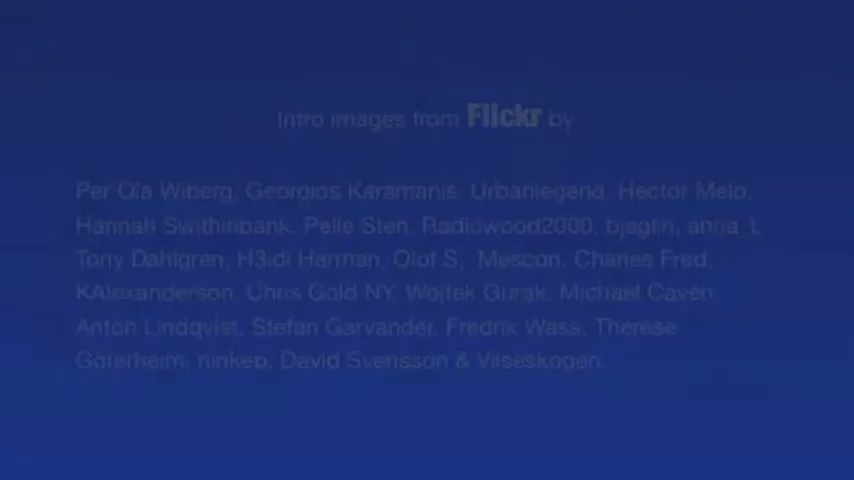 Intro images from Flickr by
Per Ola Wiberg, Georgios Karamanis, Urbanlegend, Hector Melo,
Hannah Swithinbank, Pelle Sten, Radiowood2000, bjaglin, anna_t,
Tony Dahlgren, H3idi Harman, Olof S, Mescon, Charles Fred,
KAlexanderson, Chris Gold NY, Wojtek Gurak, Michael Cavén
Anton Lindqvist, Stefan Garvander, Fredrik Wass, Therese
Goterheim, ninkep, David Svensson & Vilseskogen.